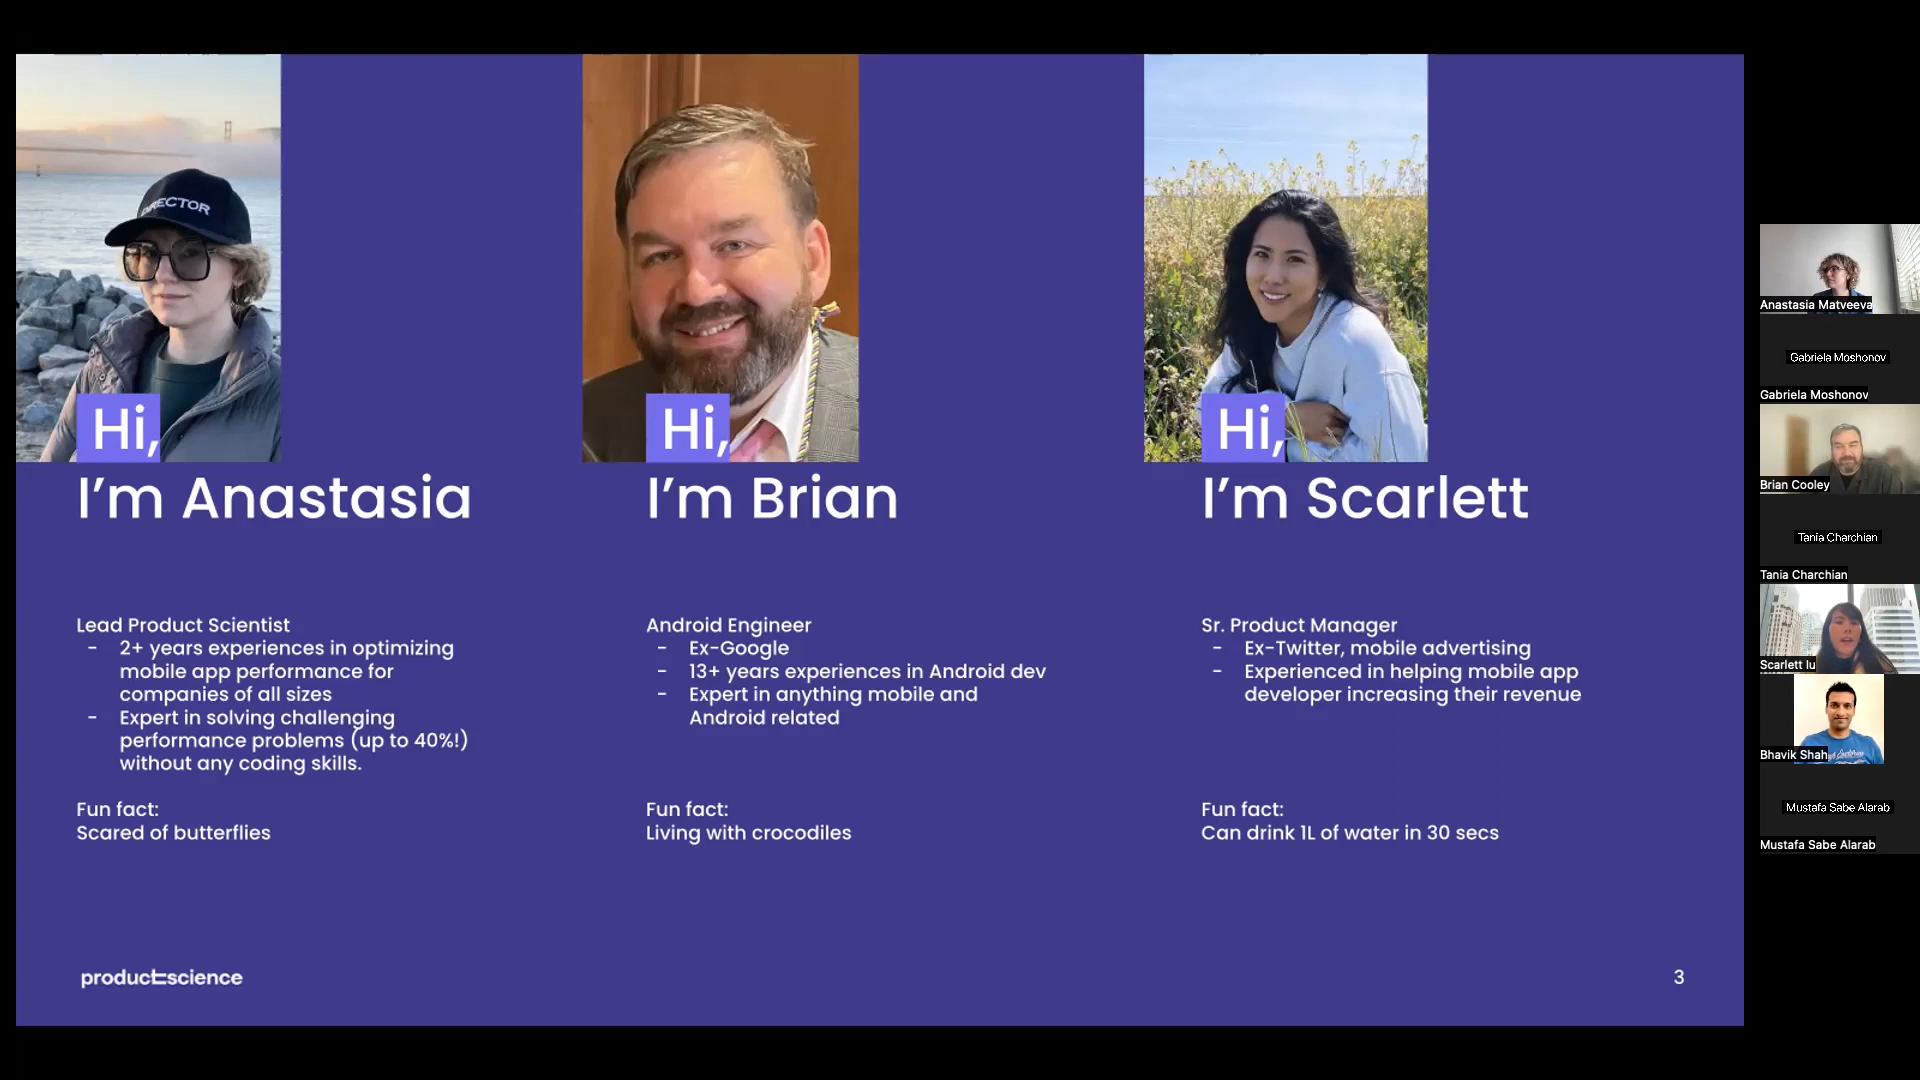 DIRECTOR
Hi,
I'm Anastasia
Lead Product Scientist
- 2+ years experiences in optimizing
mobile app performance for
companies of all sizes
- Expert in solving challenging
performance problems (up to 40%!)
without any coding skills.
Fun fact:
Scared of butterflies
Hi,
I'm Brian
Android Engineer
- Ex-Google
- 13+ years experiences in Android dev
- Expert in anything mobile and
Android related
Fun fact:
Living with crocodiles
Hi,
I'm Scarlett
Sr. Product Manager
- Ex-Twitter, mobile advertising
- Experienced in helping mobile app
developer increasing their revenue
Fun fact:
Can drink 1L of water in 30 secs
productscience
3
Anastasia Matveeva
Gabriela Moshonov
Gabriela Moshonov
Brian Cooley
Tania Charchian
Tania Charchian
Scarlett lu
Bhavik Shah
Mustafa Sabe Alarab
Mustafa Sabe Alarab